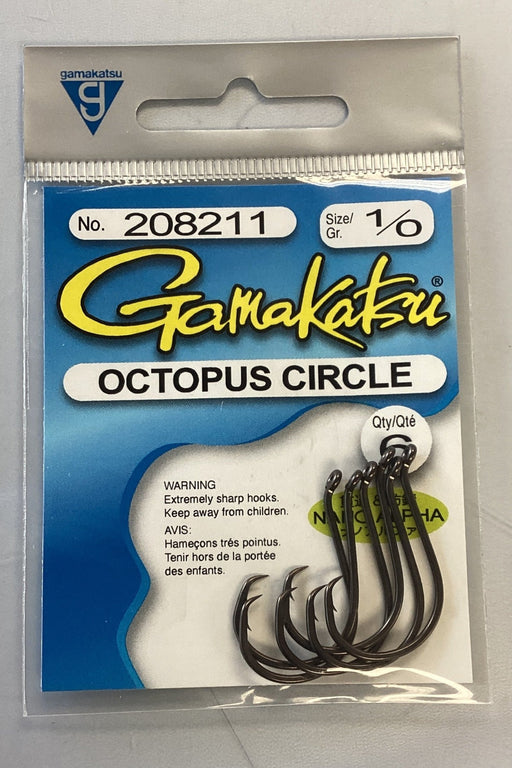 gamakatsu
No. 208211
Size/
Gr. 1/0
Gamakatsu®
OCTOPUS CIRCLE
Qty/Qté
6
WARNING
Extremely sharp hooks.
Keep away from children.
AVIS:
Hameçons trés pointus.
Tenir hors de la portée
des enfants.